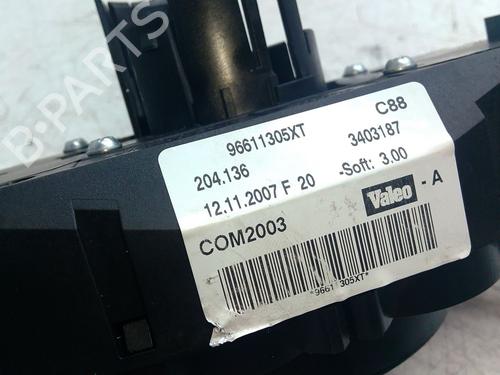 B-PARTS
96611305XT
C88
204.136
3403187
12.11.2007 F 20
-Soft: 3.00
COM2003
Valeo - A
*9661 305XT*